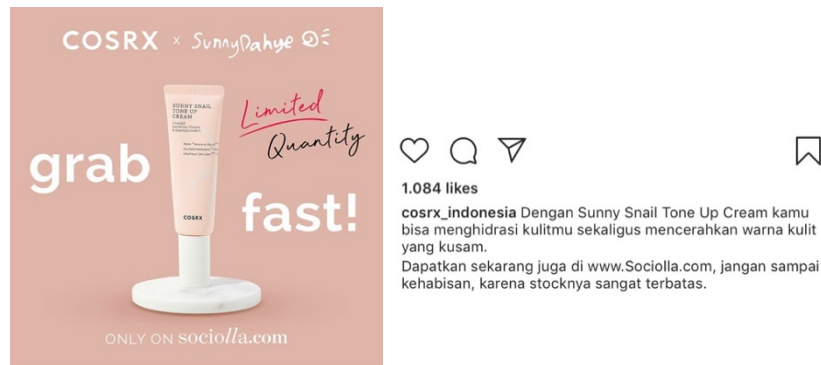 COSRX x SunnyDahye
Limited
Quantity
grab
fast!
SUNNY SNAIL
TONE UP
CREAM
COSRX
ONLY ON sociolla.com
1.084 likes
cosrx_indonesia Dengan Sunny Snail Tone Up Cream kamu
bisa menghidrasi kulitmu sekaligus mencerahkan warna kulit
yang kusam.
Dapatkan sekarang juga di www.Sociolla.com, jangan sampai
kehabisan, karena stocknya sangat terbatas.